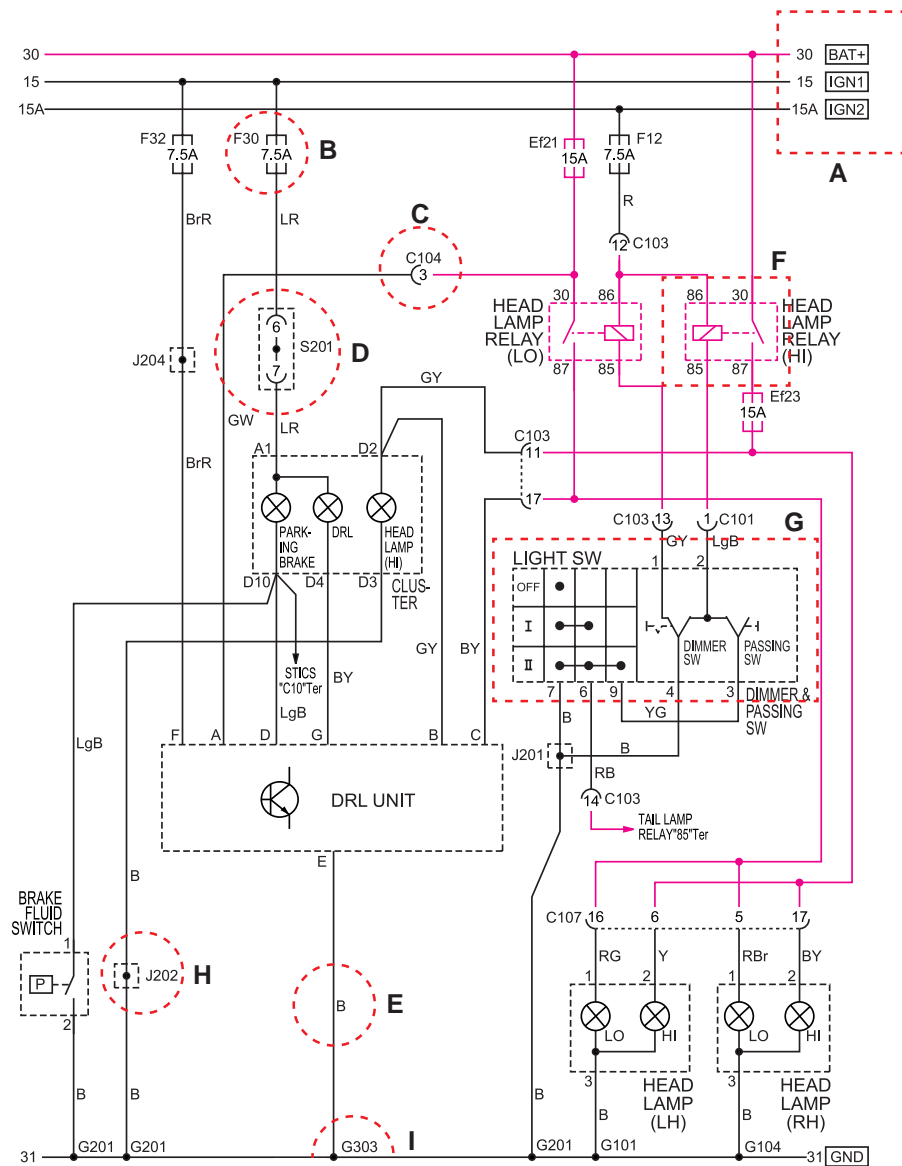 30
30
BAT+
15
15
IGN1
15A
15A
IGN2
A
F32
7.5A
F30
7.5A
B
Ef21
15A
7.5A
F12
BrR
LR
R
C
C104
3
12
C103
F
30
86
86
30
HEAD
LAMP
RELAY
(LO)
HEAD
LAMP
RELAY
(HI)
87
85
85
87
6
S201
7
D
J204
GY
Ef23
15A
GW
LR
C103
11
BrR
A1
D2
17
C103
13
1
C101
G
GY
LgB
PARK-
ING
BRAKE
DRL
HEAD
LAMP
(HI)
LIGHT SW
1
2
D10
D4
D3
CLUS-
TER
OFF
I
II
DIMMER
SW
PASSING
SW
GY
BY
STICS
"C10"Ter
BY
7
6
9
4
3
DIMMER &
PASSING
SW
LgB
B
YG
LgB
F
A
D
G
B
C
J201
B
RB
DRL UNIT
14
C103
TAIL LAMP
RELAY"85"Ter
E
B
BRAKE
FLUID
SWITCH
C107
16
6
5
17
1
P
2
J202
H
B
E
RG
Y
RBr
BY
1
2
1
2
LO
HI
LO
HI
3
HEAD
LAMP
(LH)
3
HEAD
LAMP
(RH)
B
B
B
B
B
I
31
G201
G201
G303
G201
G101
G104
31
GND